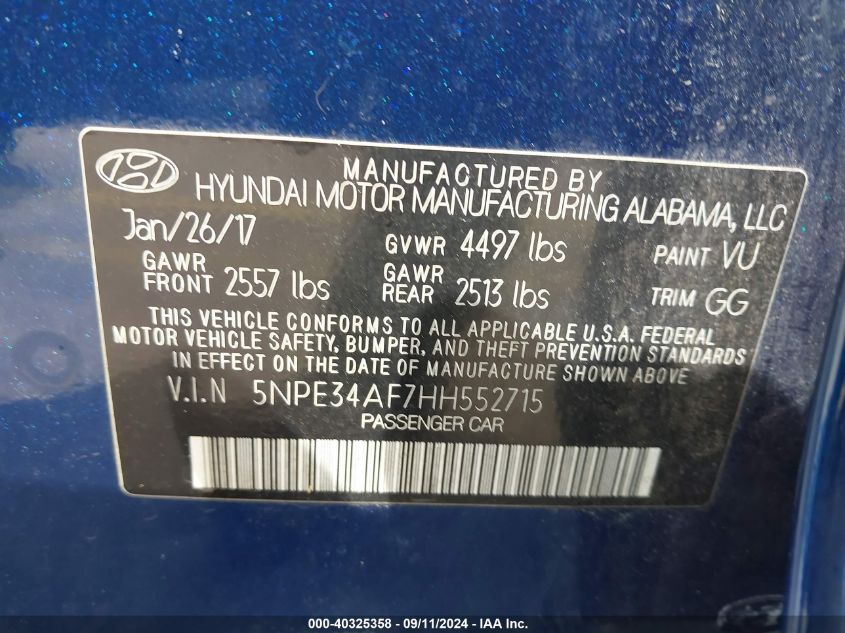 MANUFACTURED BY
HYUNDAI MOTOR MANUFACTURING ALABAMA, LLC
Jan/26/17 GVWR 4497 lbs PAINT VU
GAWR FRONT 2557 lbs GAWR REAR 2513 lbs TRIM GG
THIS VEHICLE CONFORMS TO ALL APPLICABLE U.S.A. FEDERAL
MOTOR VEHICLE SAFETY, BUMPER, AND THEFT PREVENTION STANDARDS
IN EFFECT ON THE DATE OF MANUFACTURE SHOWN ABOVE
V.I.N 5NPE34AF7HH552715
PASSENGER CAR
000-40325358 - 09/11/2024 - IAA Inc.